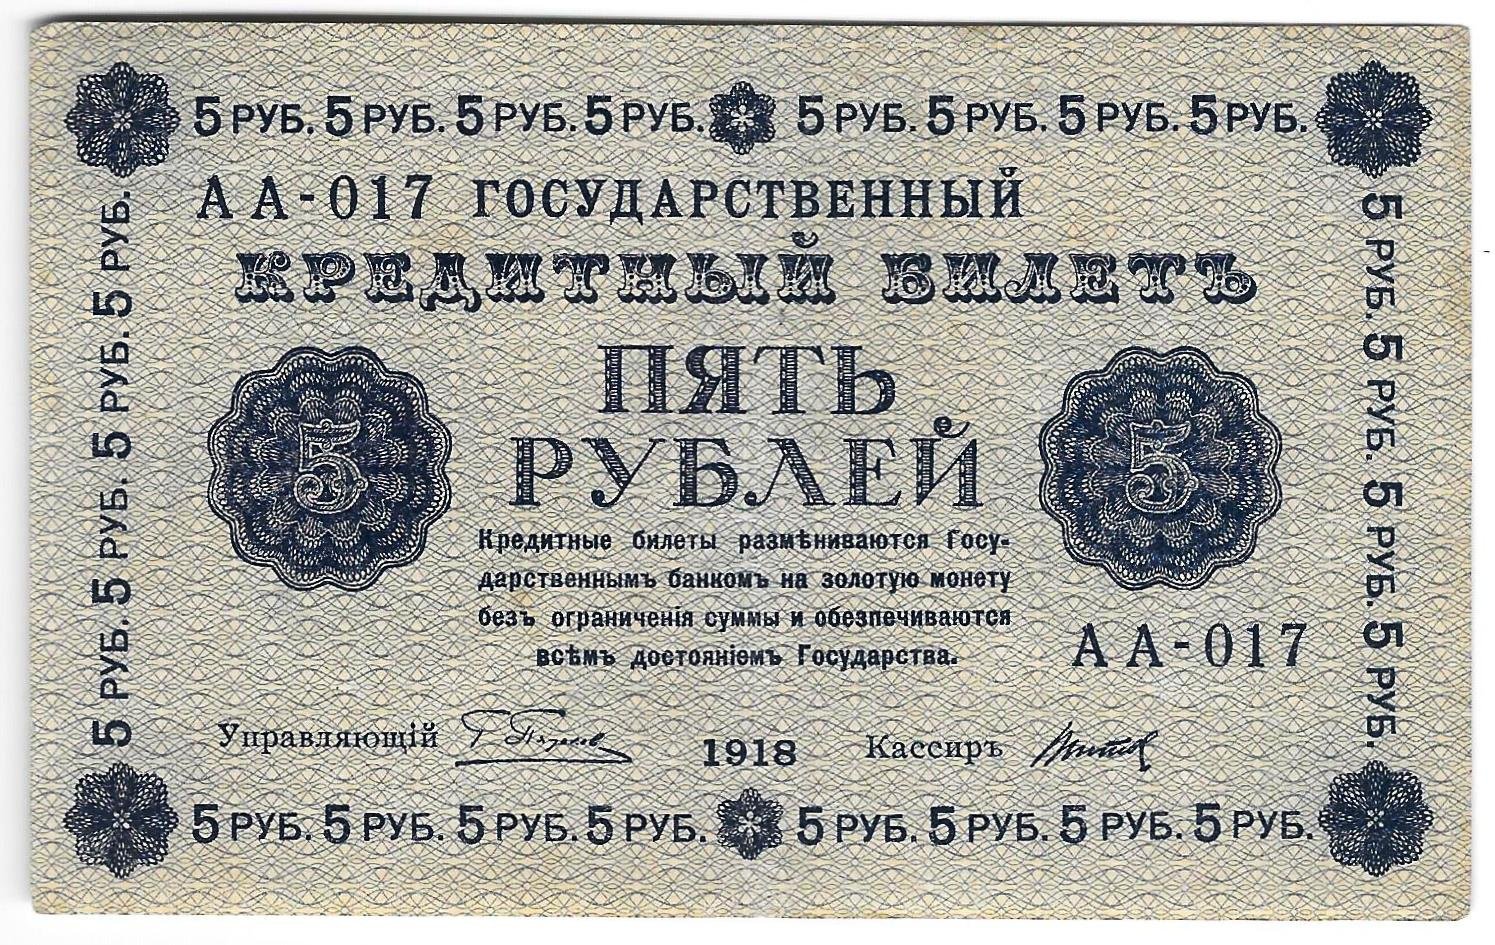 5 РУБ. 5 РУБ. 5 РУБ. 5 РУБ. 5 РУБ. 5 РУБ. 5 РУБ. 5 РУБ.
АА-017 ГОСУДАРСТВЕННЫЙ
КРЕДИТНЫЙ БИЛЕТЪ
5 ПЯТЬ 5
РУБЛЕЙ
Кредитные билеты размѣниваются Госу-
дарственнымъ банкомъ на золотую монету
безъ ограниченія суммы и обезпечиваются
всѣмъ достояніемъ Государства.
АА-017
Управляющій 1918 Кассиръ
5 РУБ. 5 РУБ. 5 РУБ. 5 РУБ. 5 РУБ. 5 РУБ. 5 РУБ. 5 РУБ.
5 РУБ. 5 РУБ. 5 РУБ. 5 РУБ.
5 РУБ. 5 РУБ. 5 РУБ. 5 РУБ.